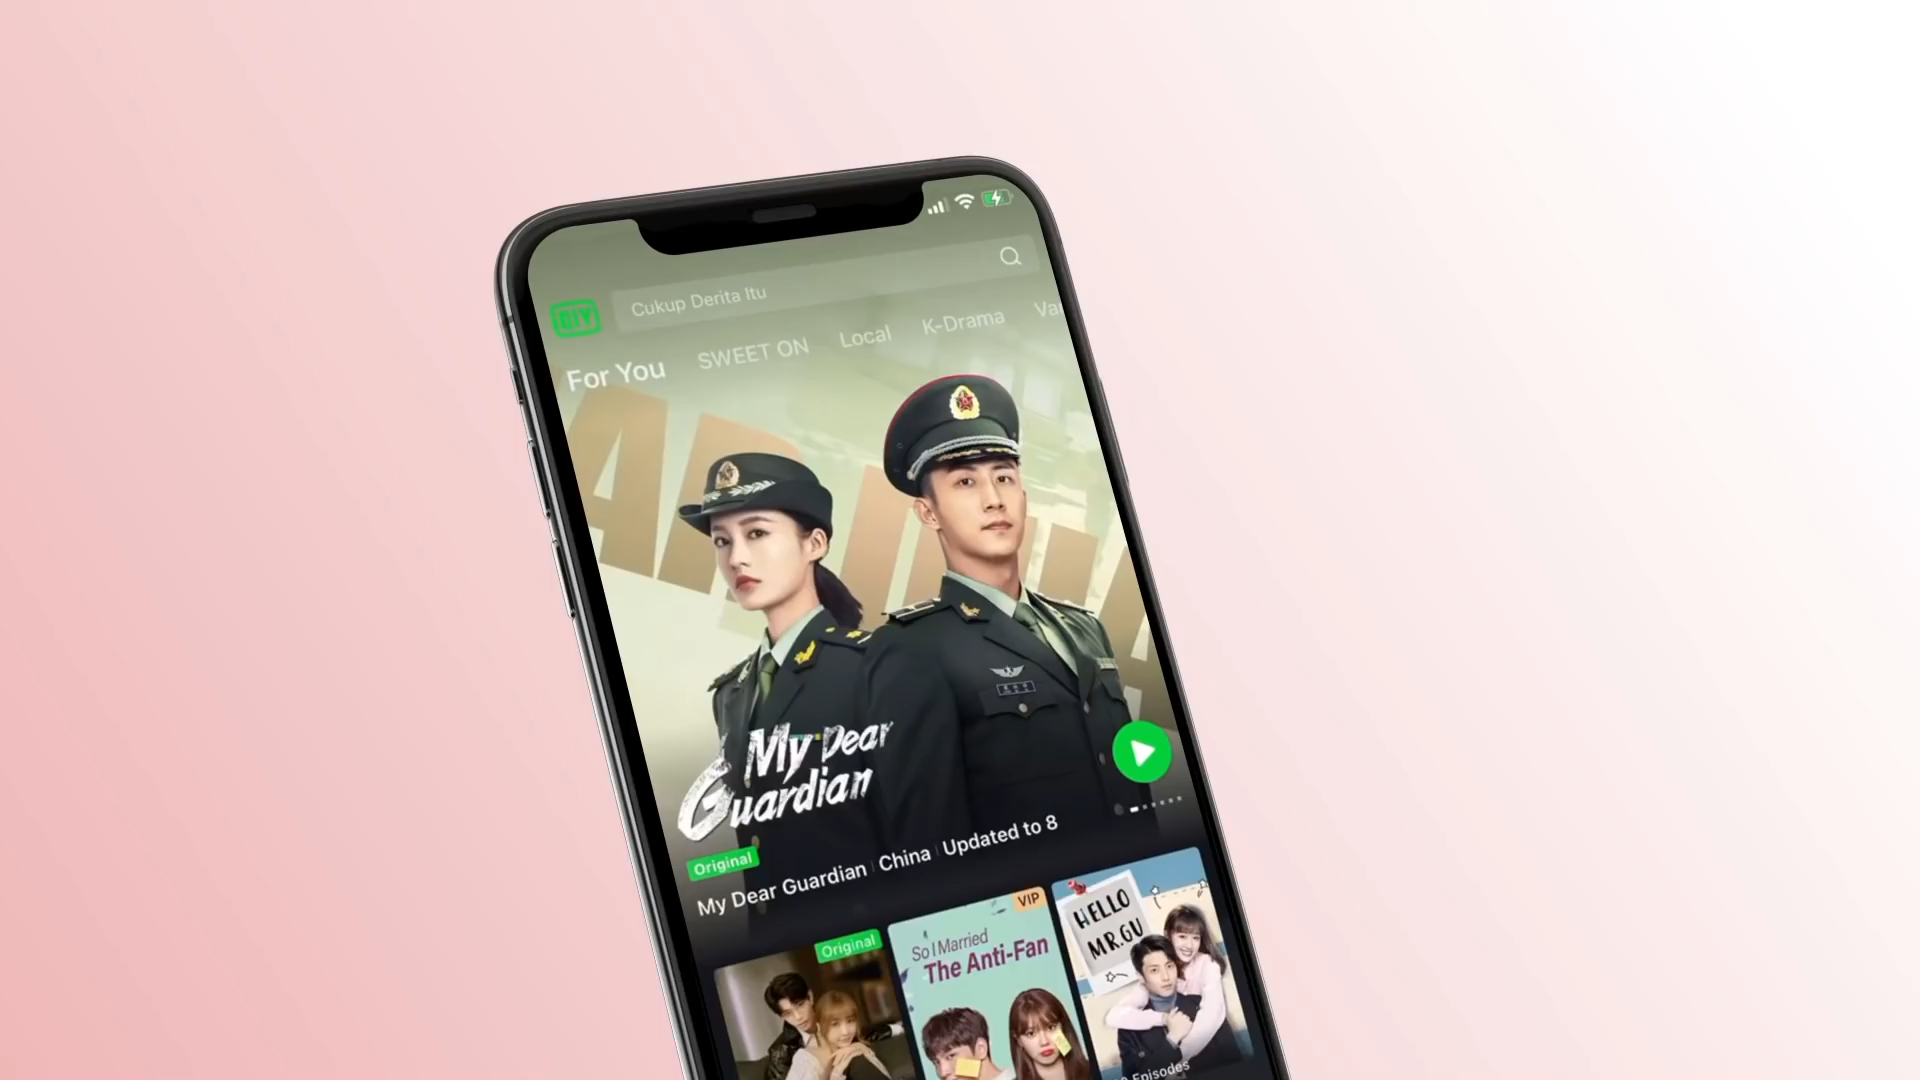 Cukup Derita Itu
For You
SWEET ON
Local
K-Drama
My Dear
Guardian
Original
My Dear Guardian | China | Updated to 8
Original
VIP
So I Married
The Anti-Fan
HELLO
MR.GU
Episodes